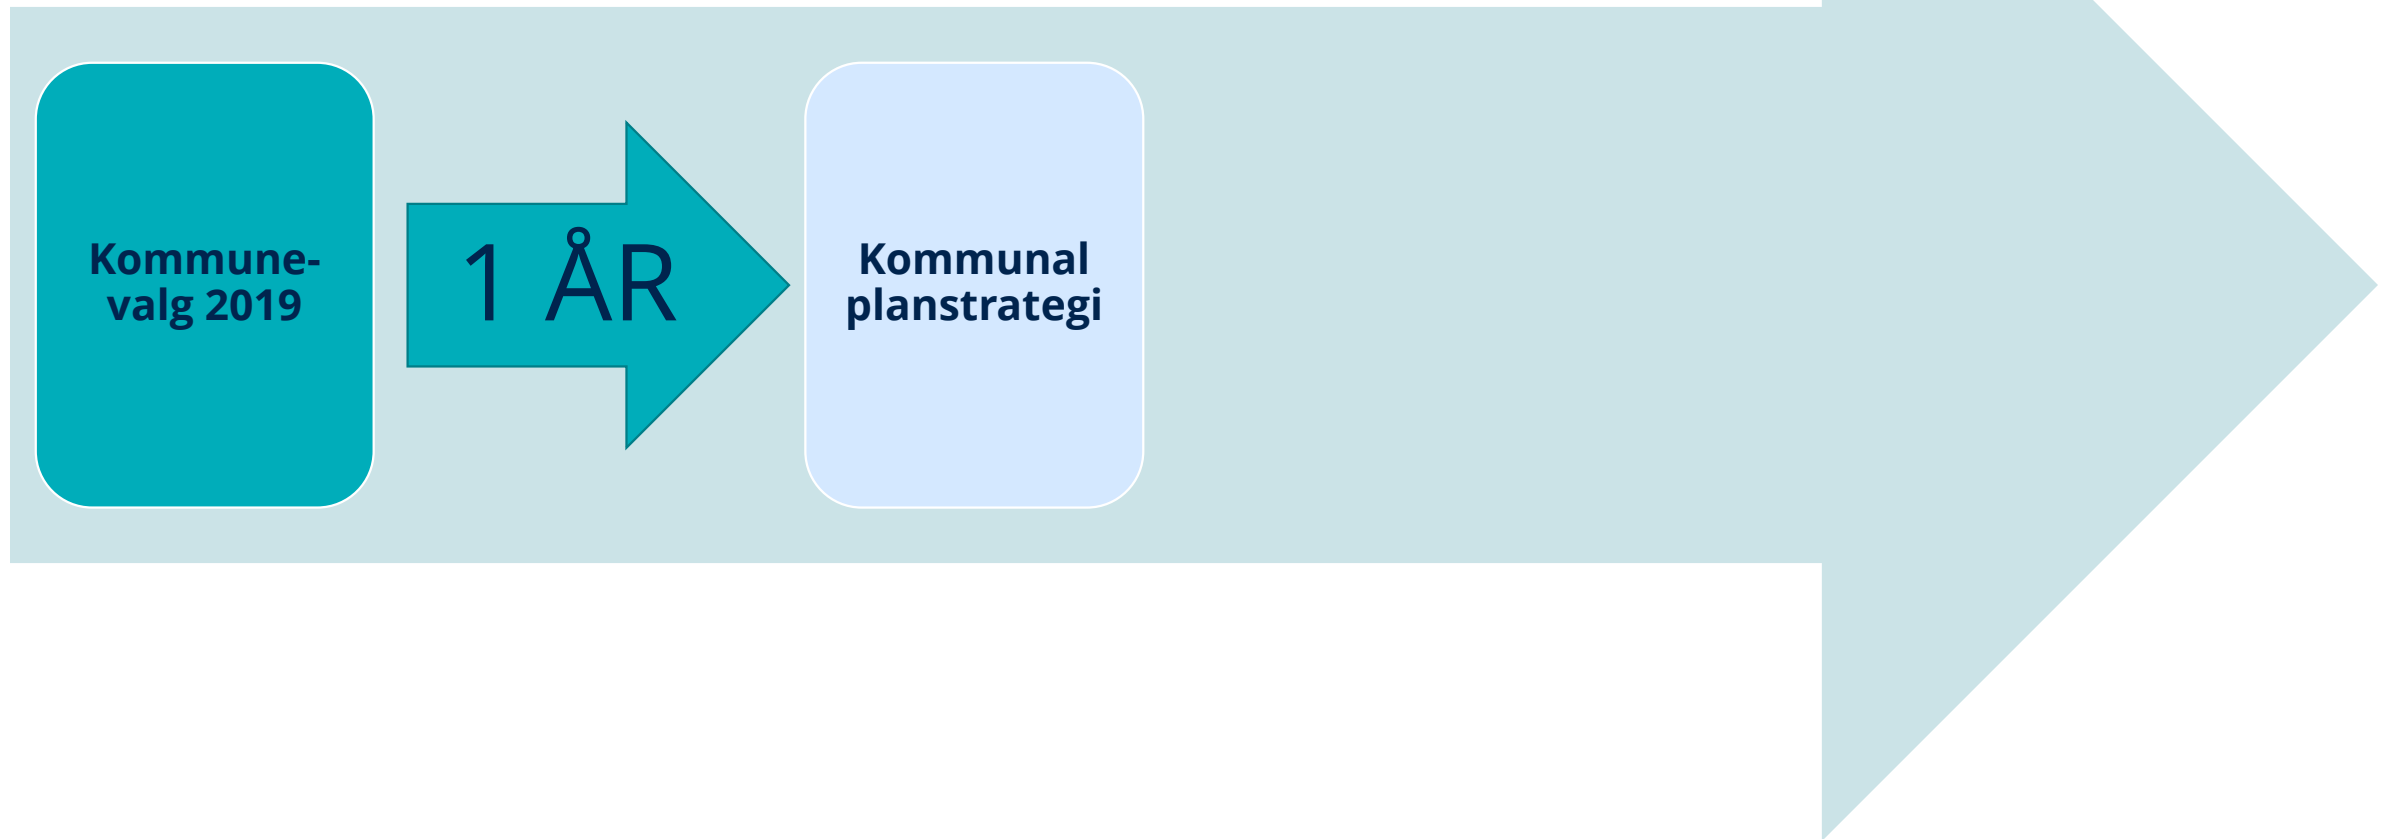 Kommune-
valg 2019
1 ÅR
Kommunal
planstrategi